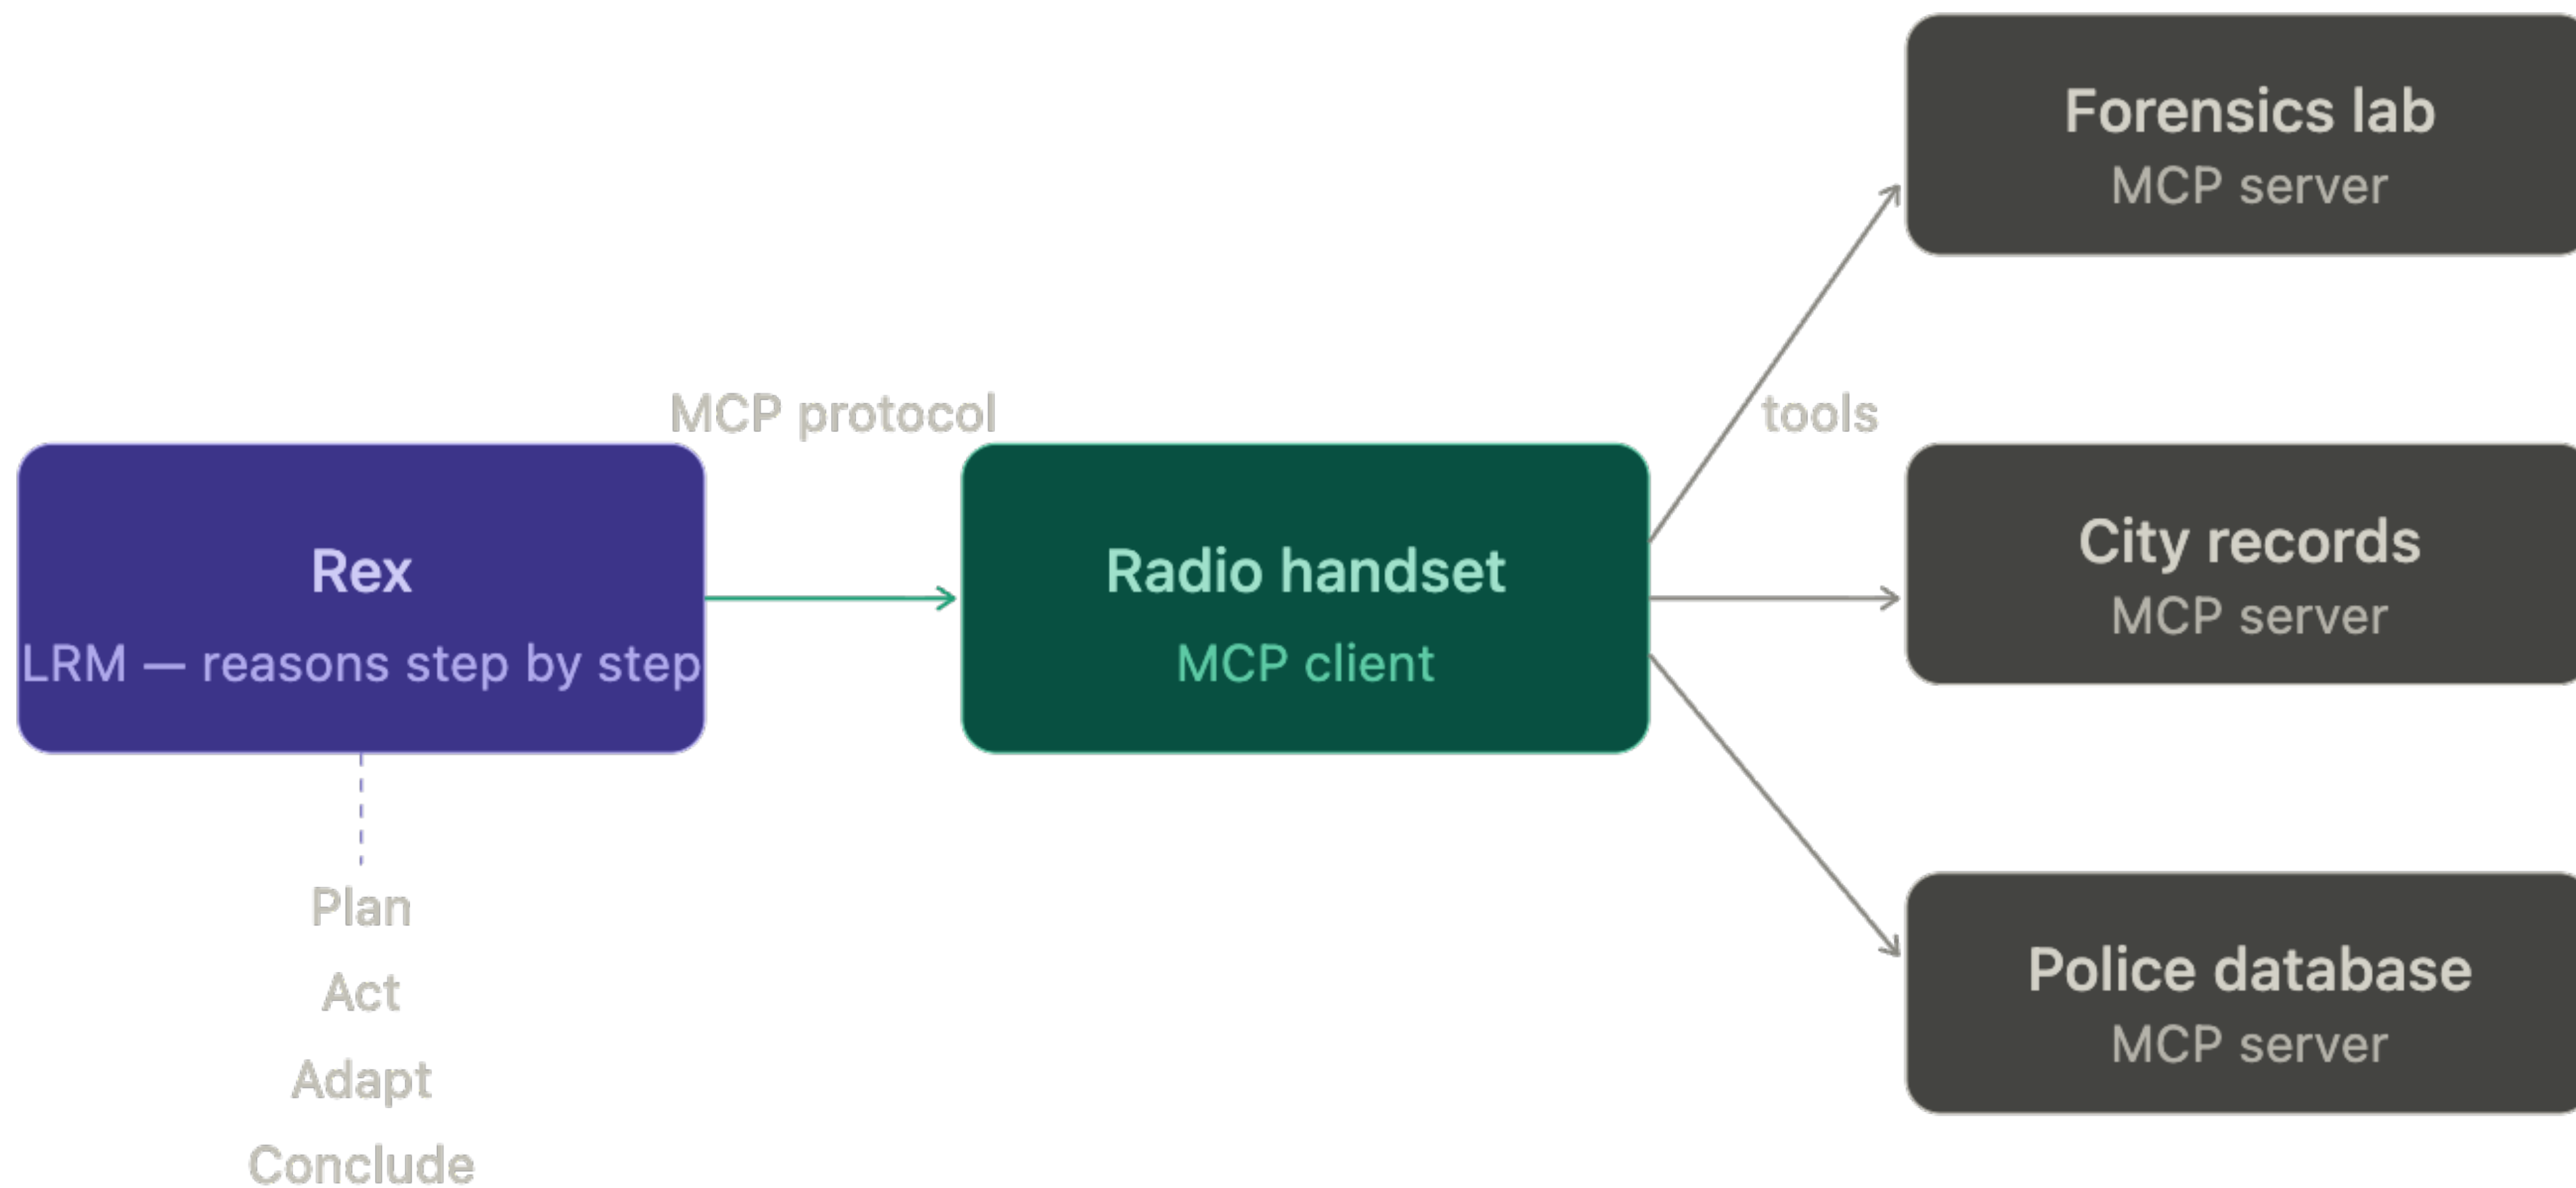 Forensics lab
MCP server
MCP protocol
tools
Rex
LRM — reasons step by step
Radio handset
MCP client
City records
MCP server
Plan
Act
Adapt
Conclude
Police database
MCP server